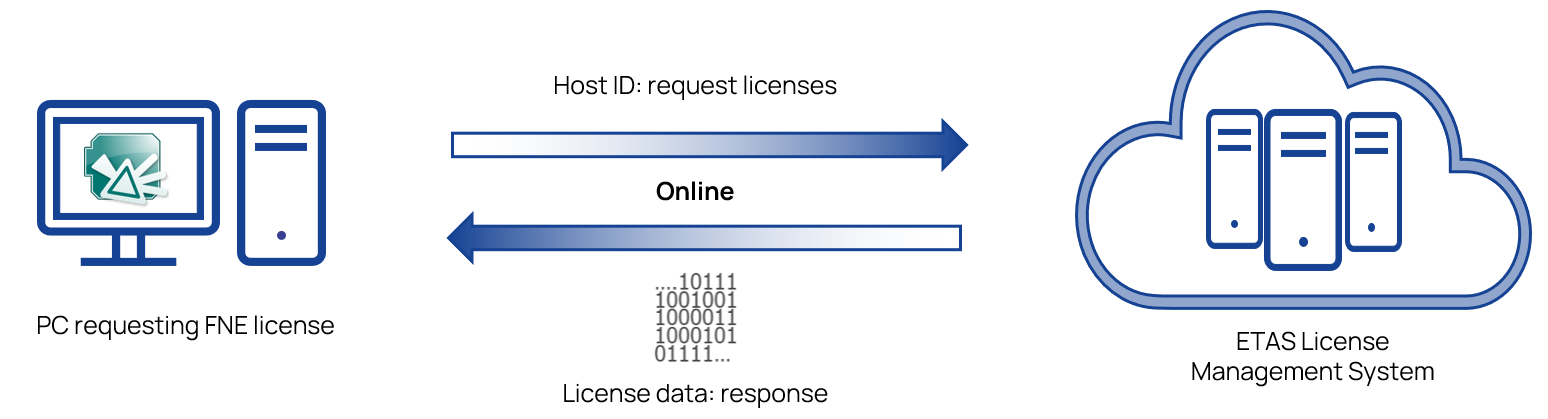 Host ID: request licenses
Online
....10111
1001001
1000011
1000101
01111...
License data: response
PC requesting FNE license
ETAS License
Management System